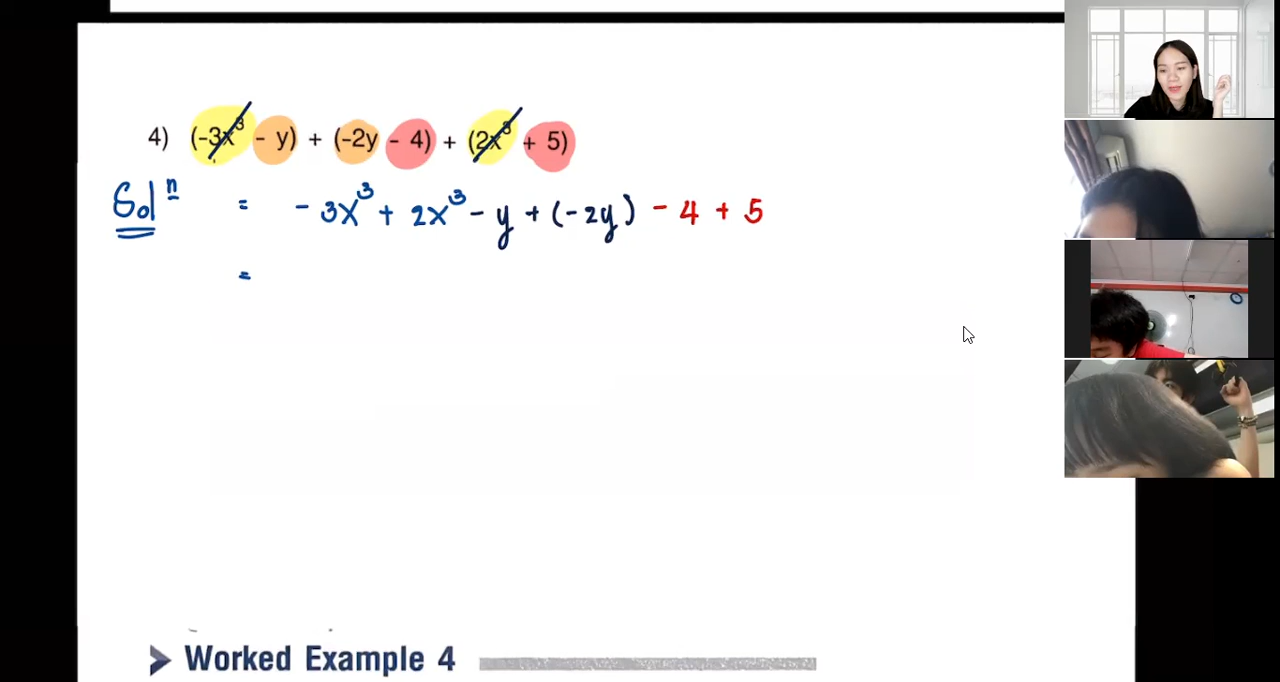 4) (-3x³ - y) + (-2y - 4) + (2x³ + 5)
Solⁿ = - 3x³ + 2x³ - y + (-2y) - 4 + 5
=
Worked Example 4